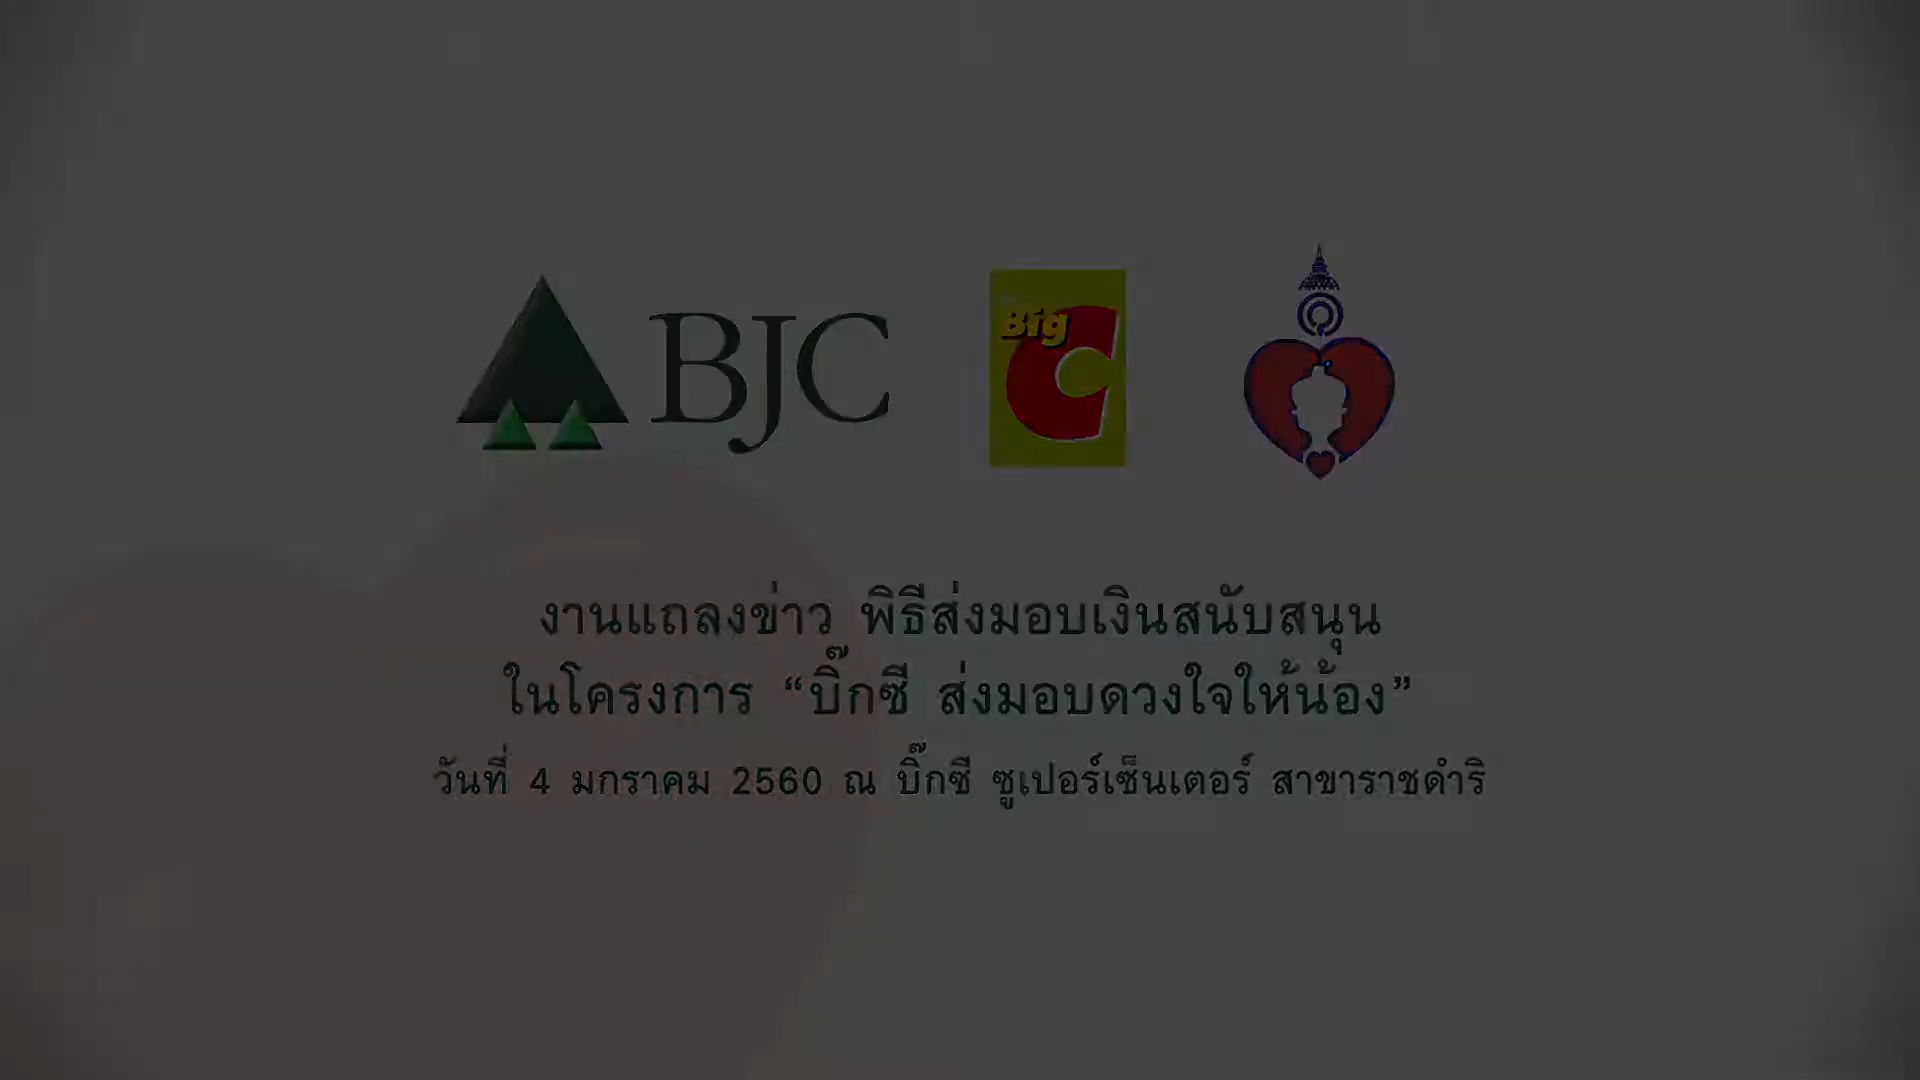 BJC
Big C
งานแถลงข่าว พิธีส่งมอบเงินสนับสนุน
ในโครงการ “บิ๊กซี ส่งมอบดวงใจให้น้อง”
วันที่ 4 มกราคม 2560 ณ บิ๊กซี ซูเปอร์เซ็นเตอร์ สาขาราชดำริ